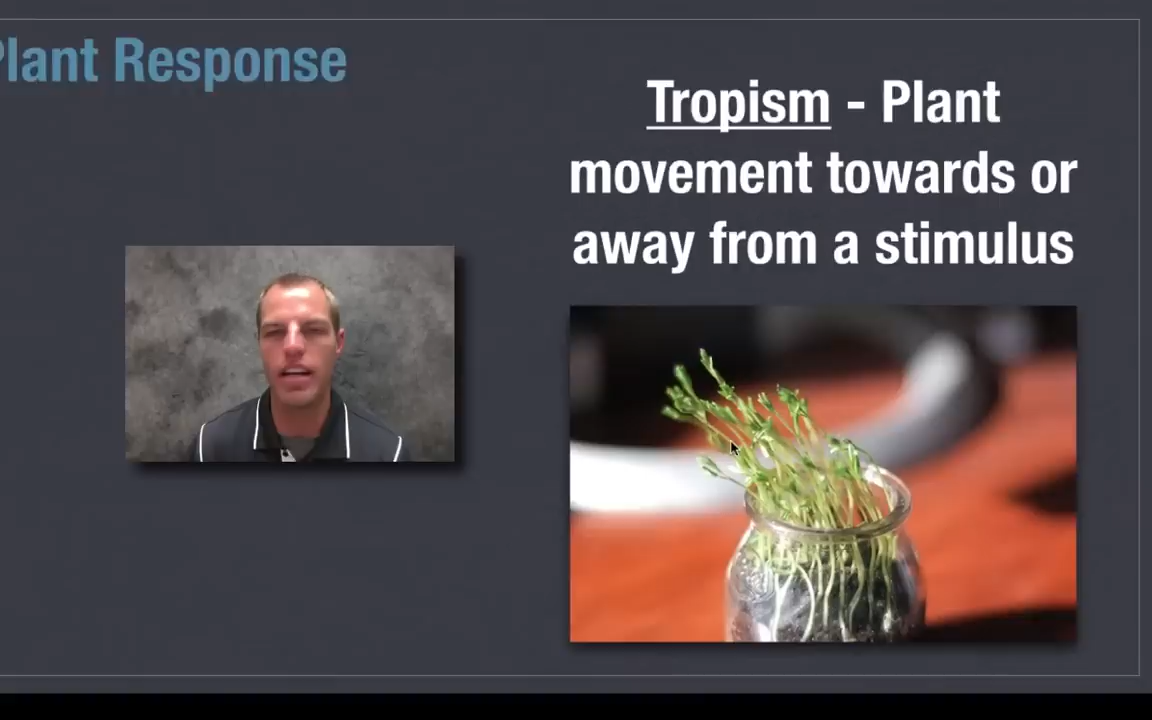 Plant Response
Tropism - Plant
movement towards or
away from a stimulus